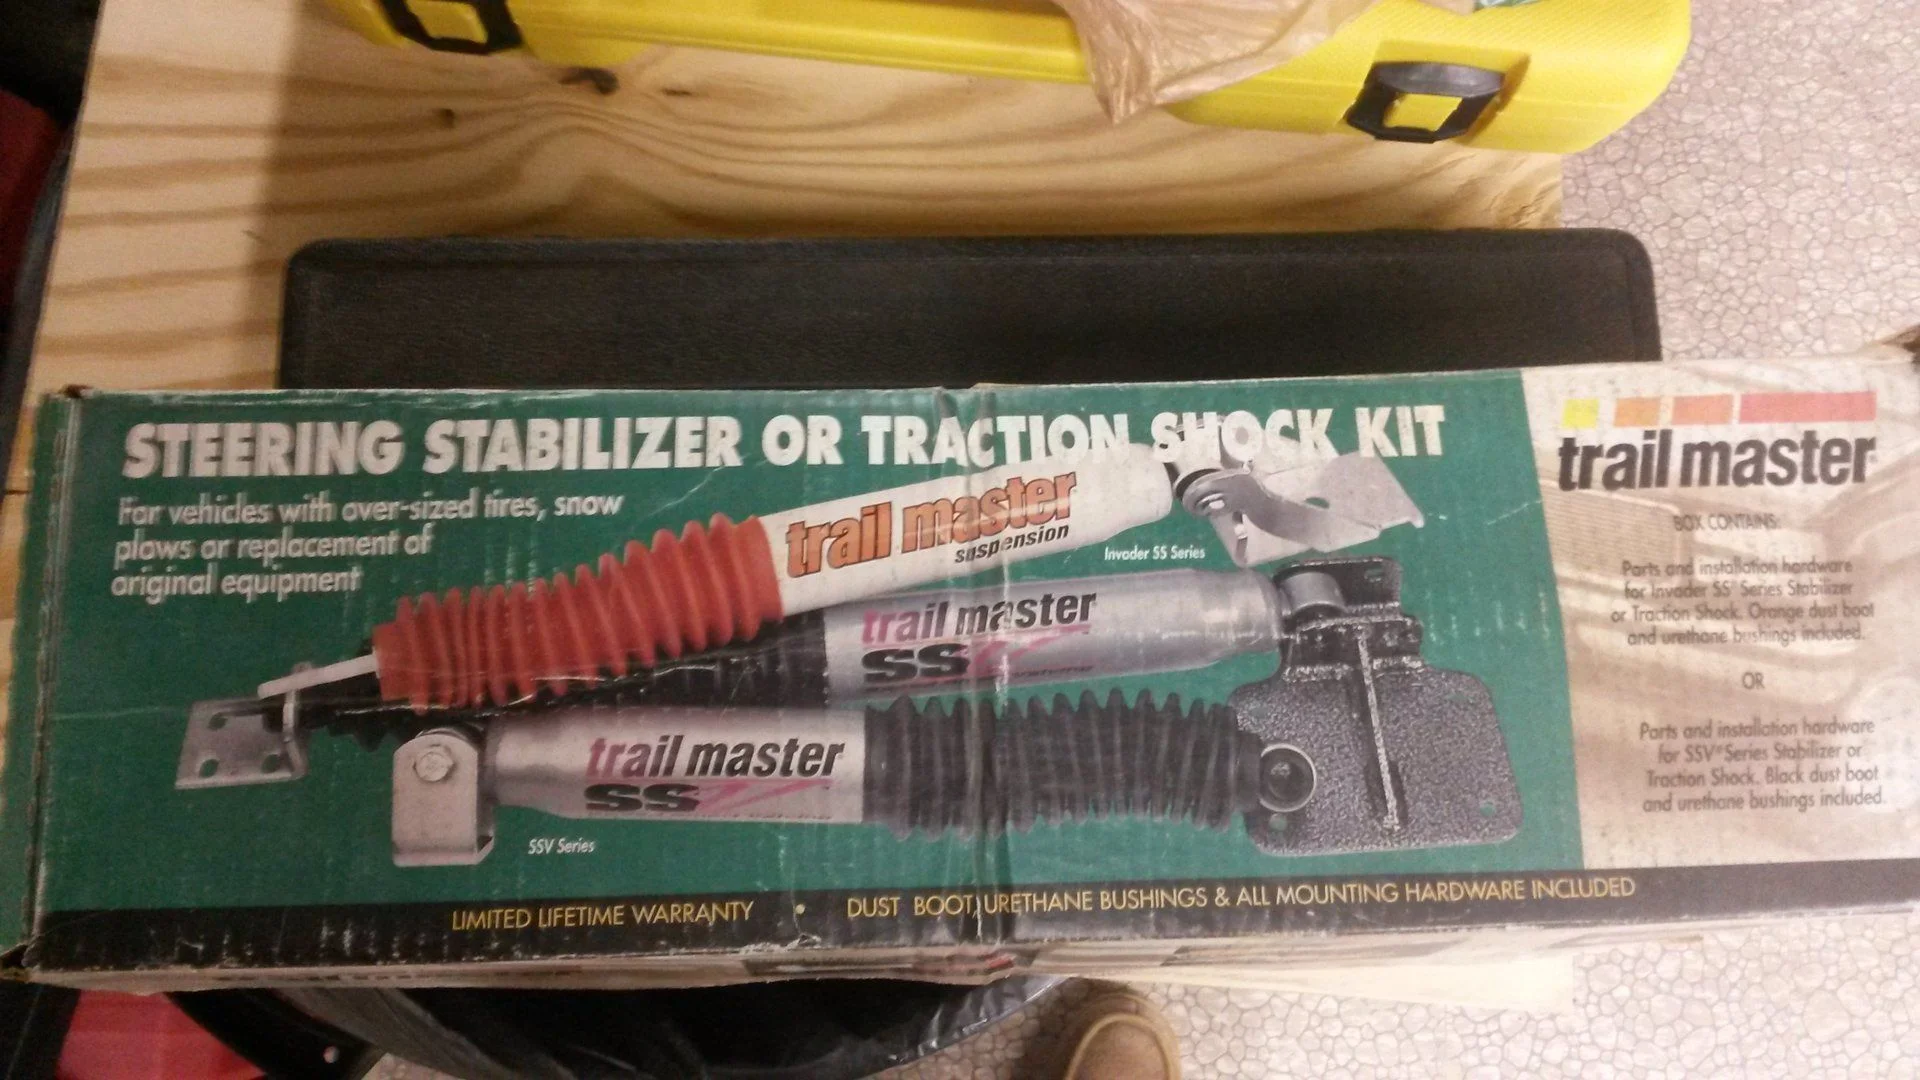 STEERING STABILIZER OR TRACTION SHOCK KIT
For vehicles with over-sized tires, snow
plows or replacement of
original equipment
trail master
suspension
Invader SS Series
trail master
SS
trail master
SS
SSV Series
LIMITED LIFETIME WARRANTY • DUST BOOT, URETHANE BUSHINGS & ALL MOUNTING HARDWARE INCLUDED
trail master
BOX CONTAINS:
Parts and installation hardware
for Invader SS® Series Stabilizer
or Traction Shock. Orange dust boot
and urethane bushings included.
OR
Parts and installation hardware
for SSV® Series Stabilizer or
Traction Shock. Black dust boot
and urethane bushings included.